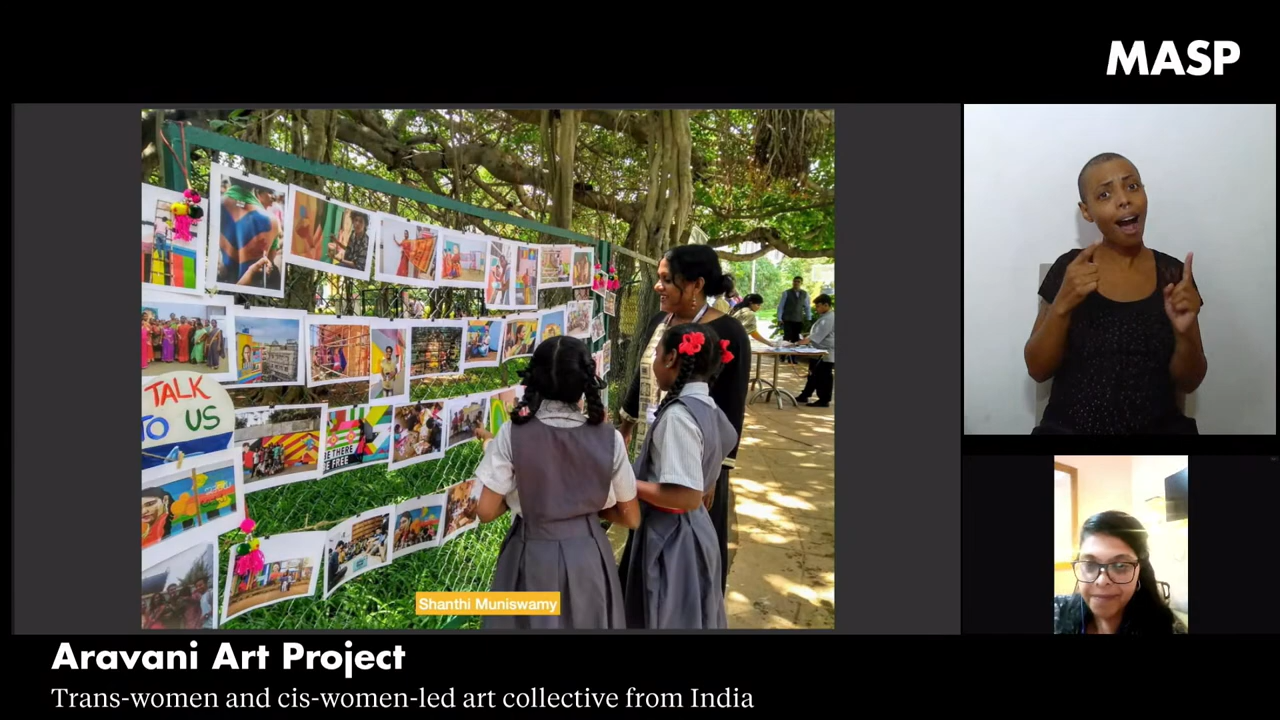 MASP
TALK
TO US
BE THERE
BE FREE
Shanthi Muniswamy
Aravani Art Project
Trans-women and cis-women-led art collective from India